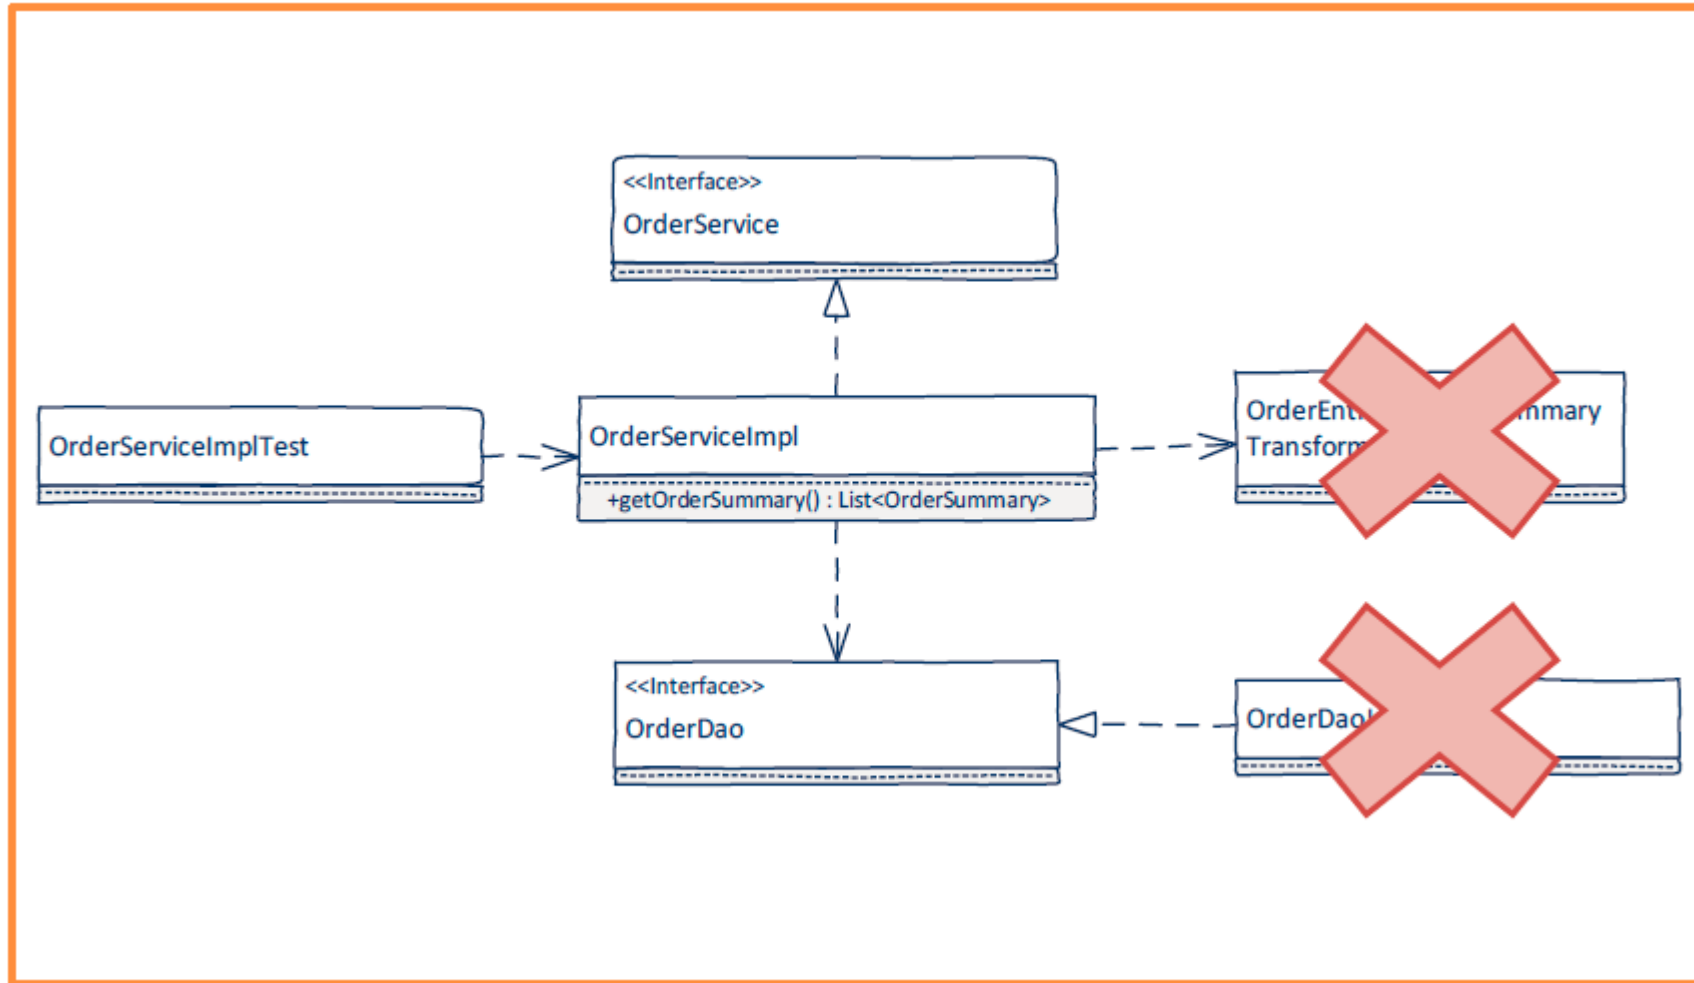 <<Interface>>
OrderService
OrderServiceImplTest
OrderServiceImpl
+getOrderSummary() : List<OrderSummary>
<<Interface>>
OrderDao